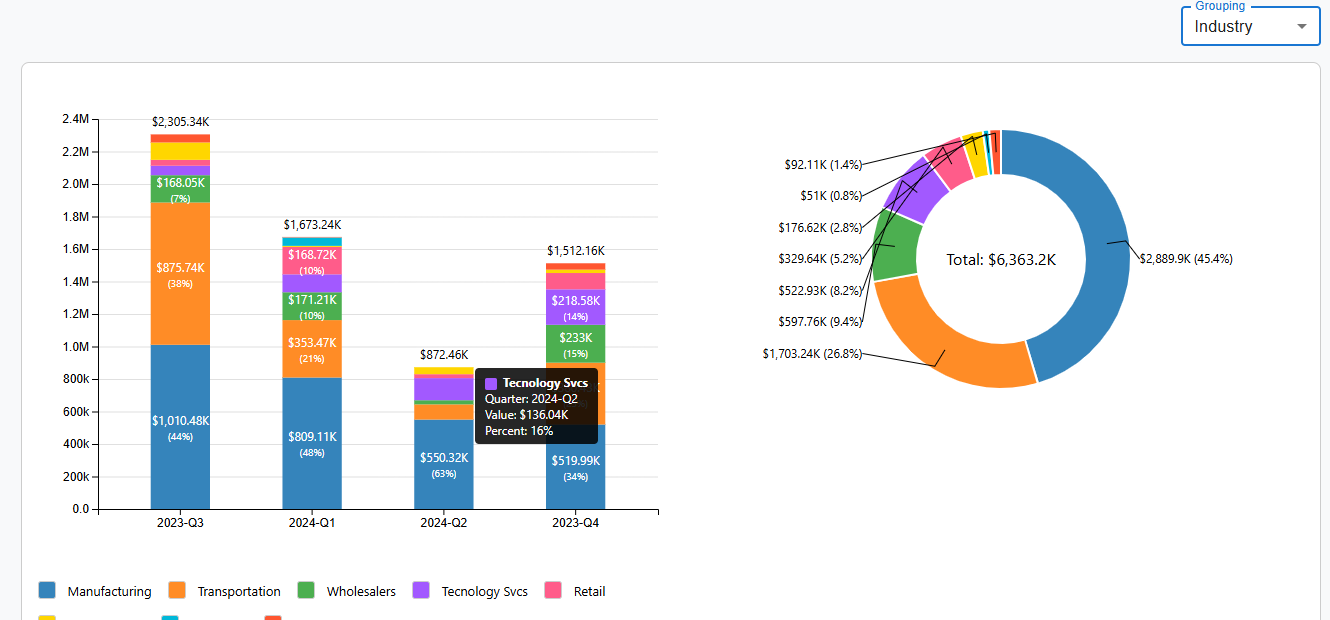 Grouping
Industry
2.4M
2.2M
2.0M
1.8M
1.6M
1.4M
1.2M
1.0M
800k
600k
400k
200k
0.0
$2,305.34K
$168.05K
(7%)
$875.74K
(38%)
$1,010.48K
(44%)
2023-Q3
$1,673.24K
$168.72K
(10%)
$171.21K
(10%)
$353.47K
(21%)
$809.11K
(48%)
2024-Q1
$872.46K
$550.32K
(63%)
2024-Q2
Tecnology Svcs
Quarter: 2024-Q2
Value: $136.04K
Percent: 16%
$1,512.16K
$218.58K
(14%)
$233K
(15%)
$519.99K
(34%)
2023-Q4
$92.11K (1.4%)
$51K (0.8%)
$176.62K (2.8%)
$329.64K (5.2%)
$522.93K (8.2%)
$597.76K (9.4%)
$1,703.24K (26.8%)
Total: $6,363.2K
$2,889.9K (45.4%)
Manufacturing
Transportation
Wholesalers
Tecnology Svcs
Retail